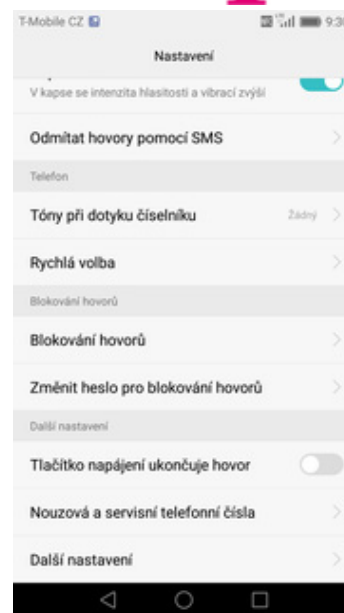 T-Mobile CZ 9:30
Nastavení
V kapse se intenzita hlasitosti a vibrací zvýší
Odmítat hovory pomocí SMS
Telefon
Tóny při dotyku číselníku Žádný
Rychlá volba
Blokování hovorů
Blokování hovorů
Změnit heslo pro blokování hovorů
Další nastavení
Tlačítko napájení ukončuje hovor
Nouzová a servisní telefonní čísla
Další nastavení